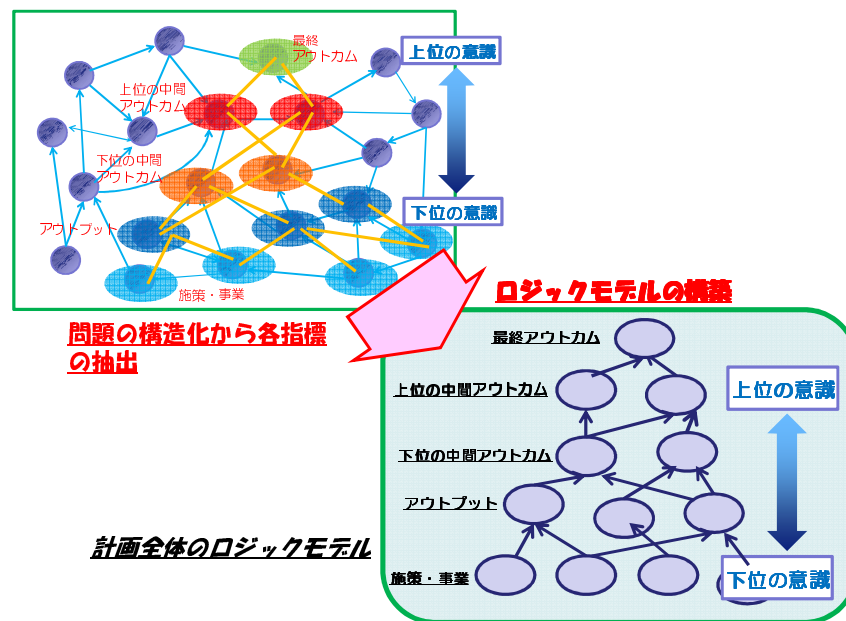 最終
アウトカム
上位の意識
上位の中間
アウトカム
下位の中間
アウトカム
下位の意識
アウトプット
施策・事業
ロジックモデルの構築
問題の構造化から各指標
の抽出
最終アウトカム
上位の中間アウトカム
上位の意識
下位の中間アウトカム
アウトプット
計画全体のロジックモデル
施策・事業
下位の意識